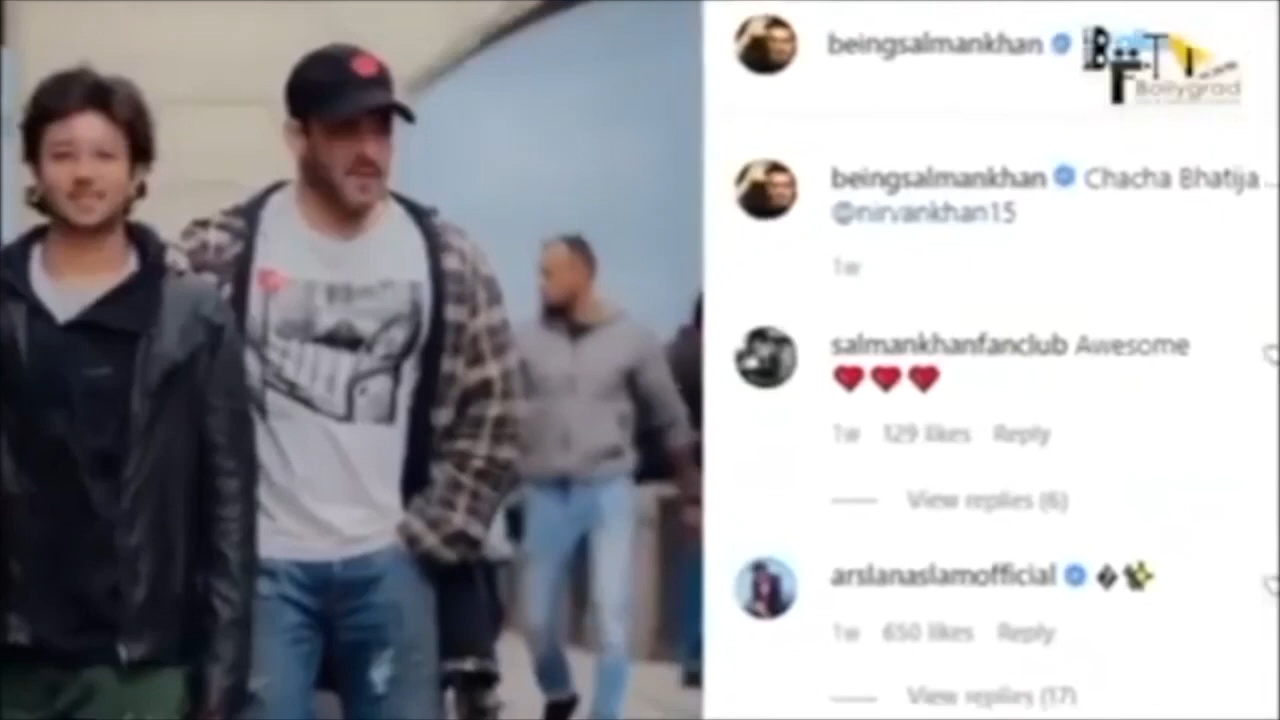 beingsalmankhan
Bollygrad
beingsalmankhan Chacha Bhatija ..
@nirvankhan15
1w
salmankhanfanclub Awesome
❤❤❤
1w 129 likes Reply
View replies (6)
arslanaslamofficial
1w 650 likes Reply
View replies (17)